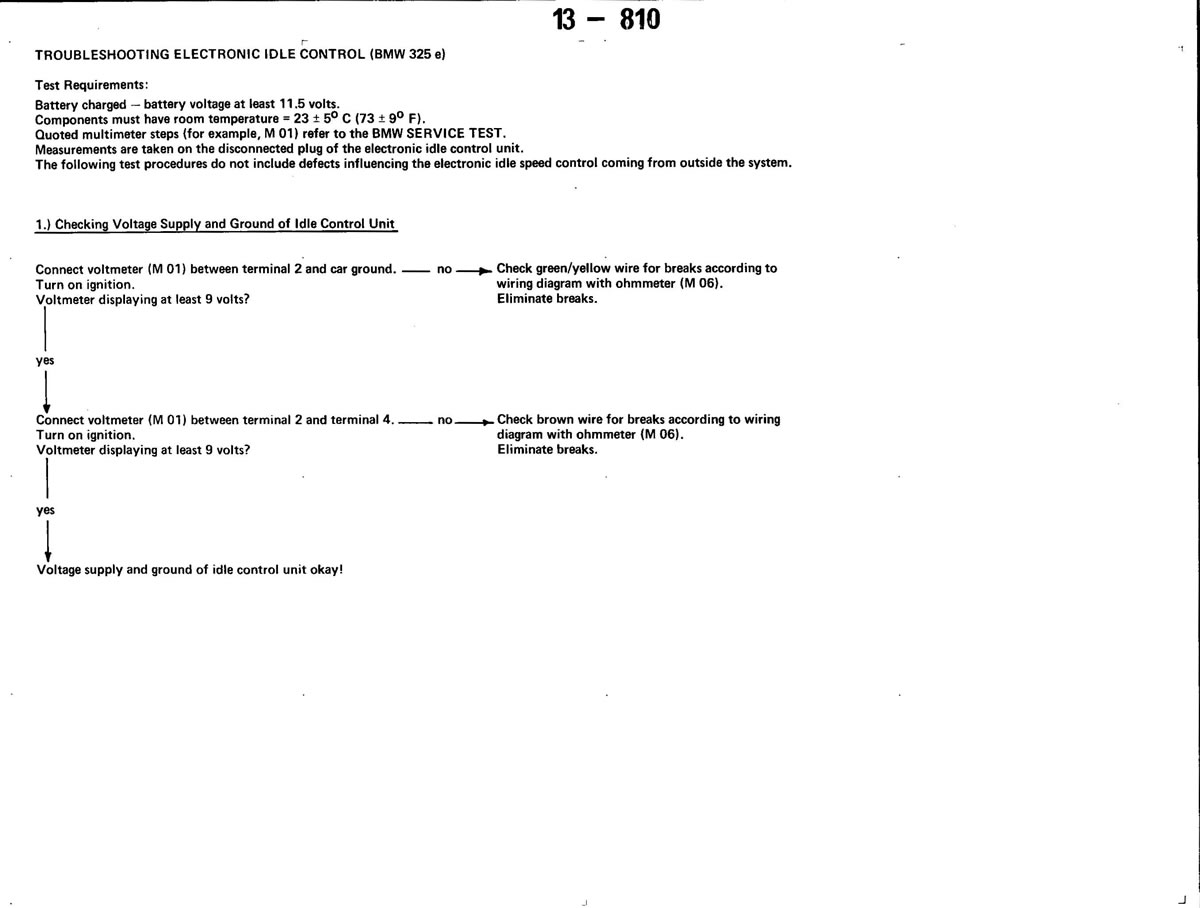 13 — 810
TROUBLESHOOTING ELECTRONIC IDLE CONTROL (BMW 325 e)
Test Requirements:
Battery charged — battery voltage at least 11.5 volts.
Components must have room temperature = 23 ± 5° C (73 ± 9° F).
Quoted multimeter steps (for example, M 01) refer to the BMW SERVICE TEST.
Measurements are taken on the disconnected plug of the electronic idle control unit.
The following test procedures do not include defects influencing the electronic idle speed control coming from outside the system.
1.) Checking Voltage Supply and Ground of Idle Control Unit
Connect voltmeter (M 01) between terminal 2 and car ground. no Check green/yellow wire for breaks according to
Turn on ignition. wiring diagram with ohmmeter (M 06).
Voltmeter displaying at least 9 volts? Eliminate breaks.
yes
Connect voltmeter (M 01) between terminal 2 and terminal 4. no Check brown wire for breaks according to wiring
Turn on ignition. diagram with ohmmeter (M 06).
Voltmeter displaying at least 9 volts? Eliminate breaks.
yes
Voltage supply and ground of idle control unit okay!